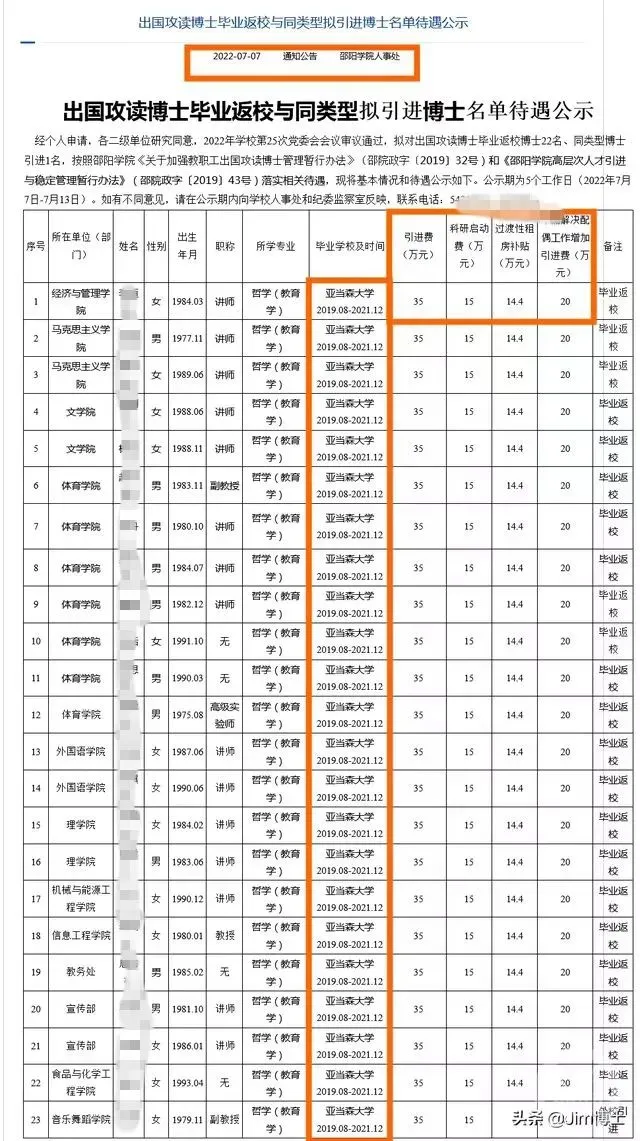 出国攻读博士毕业返校与同类型拟引进博士名单待遇公示
2022-07-07 通知公告 邵阳学院人事处
出国攻读博士毕业返校与同类型拟引进博士名单待遇公示
经个人申请，各二级单位研究同意，2022年学校第25次党委会会议审议通过，拟对出国攻读博士毕业返校博士22名、同类型博士
引进1名，按照邵阳学院《关于加强教职工出国攻读博士管理暂行办法》（邵院政字〔2019〕32号）和《邵阳学院高层次人才引进
与稳定管理暂行办法》（邵院政字〔2019〕43号）落实相关待遇，现将基本情况和待遇公示如下。公示期为5个工作日（2022年7月
7日-7月13日）。如有不同意见，请在公示期内向学校人事处和纪委监察室反映，联系电话：
序号 所在单位（部门） 姓名 性别 出生年月 职称 所学专业 毕业学校及时间 引进费（万元） 科研启动费（万元） 过渡性租房补贴（万元） 解决配偶工作增加引进费（万元） 备注
1 经济与管理学院 女 1984.03 讲师 哲学（教育学） 亚当森大学 2019.08-2021.12 35 15 14.4 20 毕业返校
2 马克思主义学院 男 1977.11 讲师 哲学（教育学） 亚当森大学 2019.08-2021.12 35 15 14.4 20 毕业返校
3 马克思主义学院 女 1989.06 讲师 哲学（教育学） 亚当森大学 2019.08-2021.12 35 15 14.4 20 毕业返校
4 文学院 女 1988.06 讲师 哲学（教育学） 亚当森大学 2019.08-2021.12 35 15 14.4 20 毕业返校
5 文学院 女 1988.11 讲师 哲学（教育学） 亚当森大学 2019.08-2021.12 35 15 14.4 20 毕业返校
6 体育学院 男 1983.11 副教授 哲学（教育学） 亚当森大学 2019.08-2021.12 35 15 14.4 20 毕业返校
7 体育学院 男 1980.10 讲师 哲学（教育学） 亚当森大学 2019.08-2021.12 35 15 14.4 20 毕业返校
8 体育学院 男 1984.07 讲师 哲学（教育学） 亚当森大学 2019.08-2021.12 35 15 14.4 20 毕业返校
9 体育学院 男 1982.12 讲师 哲学（教育学） 亚当森大学 2019.08-2021.12 35 15 14.4 20 毕业返校
10 体育学院 女 1991.10 无 哲学（教育学） 亚当森大学 2019.08-2021.12 35 15 14.4 20 毕业返校
11 体育学院 男 1990.03 无 哲学（教育学） 亚当森大学 2019.08-2021.12 35 15 14.4 20 毕业返校
12 体育学院 男 1975.08 高级实验师 哲学（教育学） 亚当森大学 2019.08-2021.12 35 15 14.4 20 毕业返校
13 外国语学院 女 1987.06 讲师 哲学（教育学） 亚当森大学 2019.08-2021.12 35 15 14.4 20 毕业返校
14 外国语学院 女 1990.06 讲师 哲学（教育学） 亚当森大学 2019.08-2021.12 35 15 14.4 20 毕业返校
15 理学院 女 1984.02 讲师 哲学（教育学） 亚当森大学 2019.08-2021.12 35 15 14.4 20 毕业返校
16 理学院 男 1983.06 讲师 哲学（教育学） 亚当森大学 2019.08-2021.12 35 15 14.4 20 毕业返校
17 机械与能源工程学院 女 1990.12 讲师 哲学（教育学） 亚当森大学 2019.08-2021.12 35 15 14.4 20 毕业返校
18 信息工程学院 女 1980.01 教授 哲学（教育学） 亚当森大学 2019.08-2021.12 35 15 14.4 20 毕业返校
19 教务处 男 1985.02 无 哲学（教育学） 亚当森大学 2019.08-2021.12 35 15 14.4 20 毕业返校
20 宣传部 男 1981.10 讲师 哲学（教育学） 亚当森大学 2019.08-2021.12 35 15 14.4 20 毕业返校
21 宣传部 女 1986.01 讲师 哲学（教育学） 亚当森大学 2019.08-2021.12 35 15 14.4 20 毕业返校
22 食品与化学工程学院 女 1993.04 无 哲学（教育学） 亚当森大学 2019.08-2021.12 35 15 14.4 20 毕业返校
23 音乐舞蹈学院 女 1979.11 副教授 哲学（教育学） 亚当森大学 2019.08-2021.12 35 15 14.4 20
头条 @Jim博士